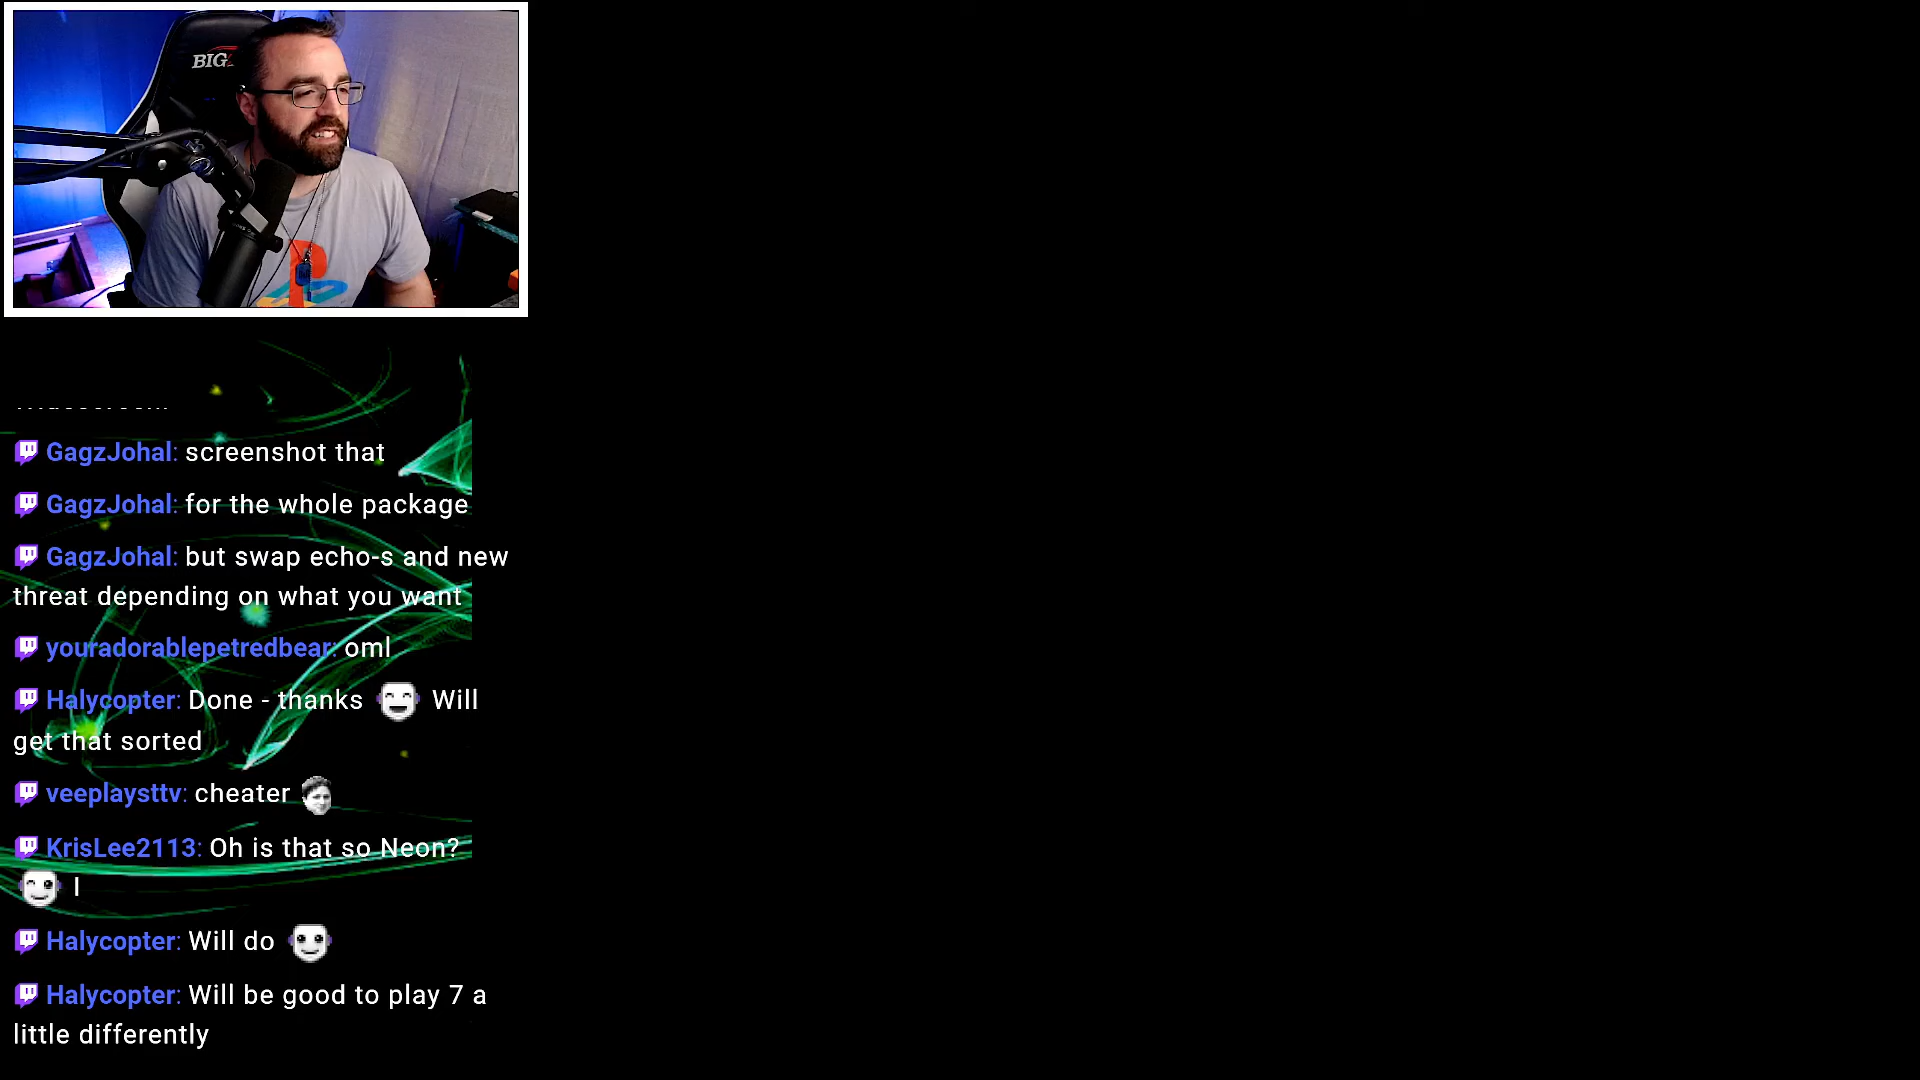 BIG
GagzJohal: screenshot that
GagzJohal: for the whole package
GagzJohal: but swap echo-s and new
threat depending on what you want
youradorablepetredbear: oml
Halycopter: Done - thanks Will
get that sorted
veeplaysttv: cheater
KrisLee2113: Oh is that so Neon?
I
Halycopter: Will do
Halycopter: Will be good to play 7 a
little differently